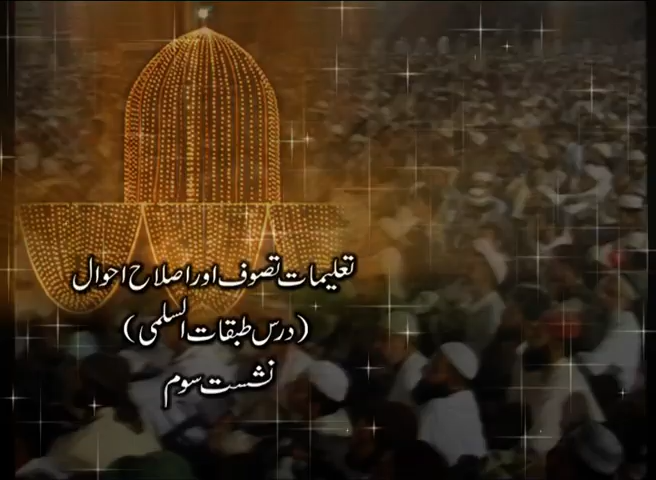 تعلیمات تصوف اور اصلاح احوال
(درس طبقات السلمی)
نشست سوم